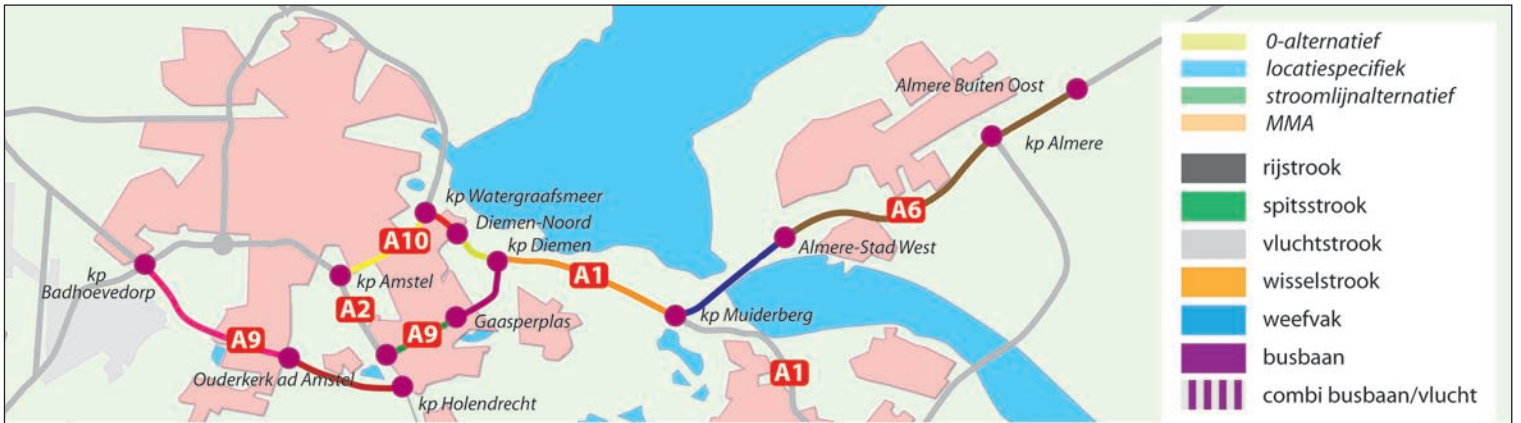 Almere Buiten Oost
kp Almere
kp Watergraafsmeer
Diemen-Noord
A10
kp Diemen
A6
Almere-Stad West
kp
Badhoevedorp
kp Amstel
A1
A2
Gaasperplas
kp Muiderberg
A9
A9
Ouderkerk ad Amstel
A1
kp Holendrecht
0-alternatief
locatiespecifiek
stroomlijnalternatief
MMA
rijstrook
spitsstrook
vluchtstrook
wisselstrook
weefvak
busbaan
combi busbaan/vlucht